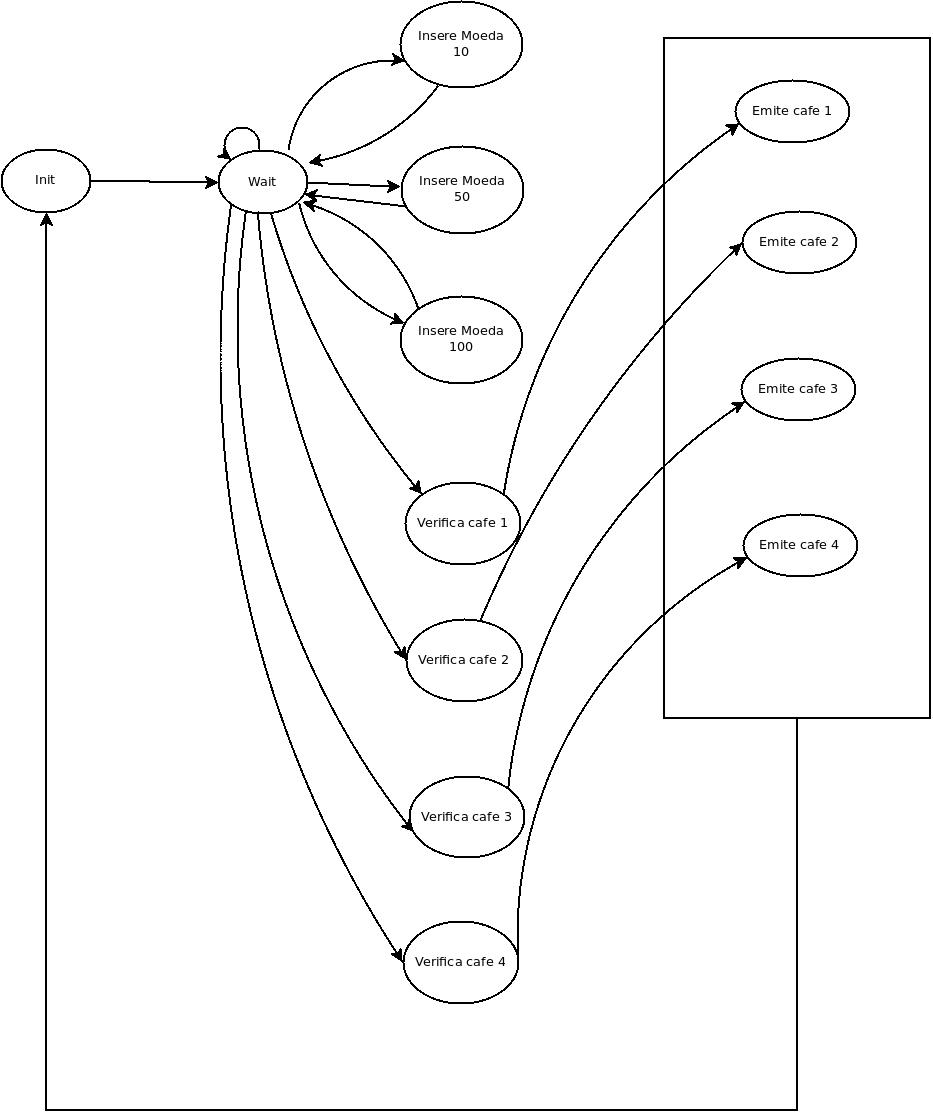 Insere Moeda
10
Emite cafe 1
Init
Wait
Insere Moeda
50
Emite cafe 2
Insere Moeda
100
Emite cafe 3
Verifica cafe 1
Emite cafe 4
Verifica cafe 2
Verifica cafe 3
Verifica cafe 4